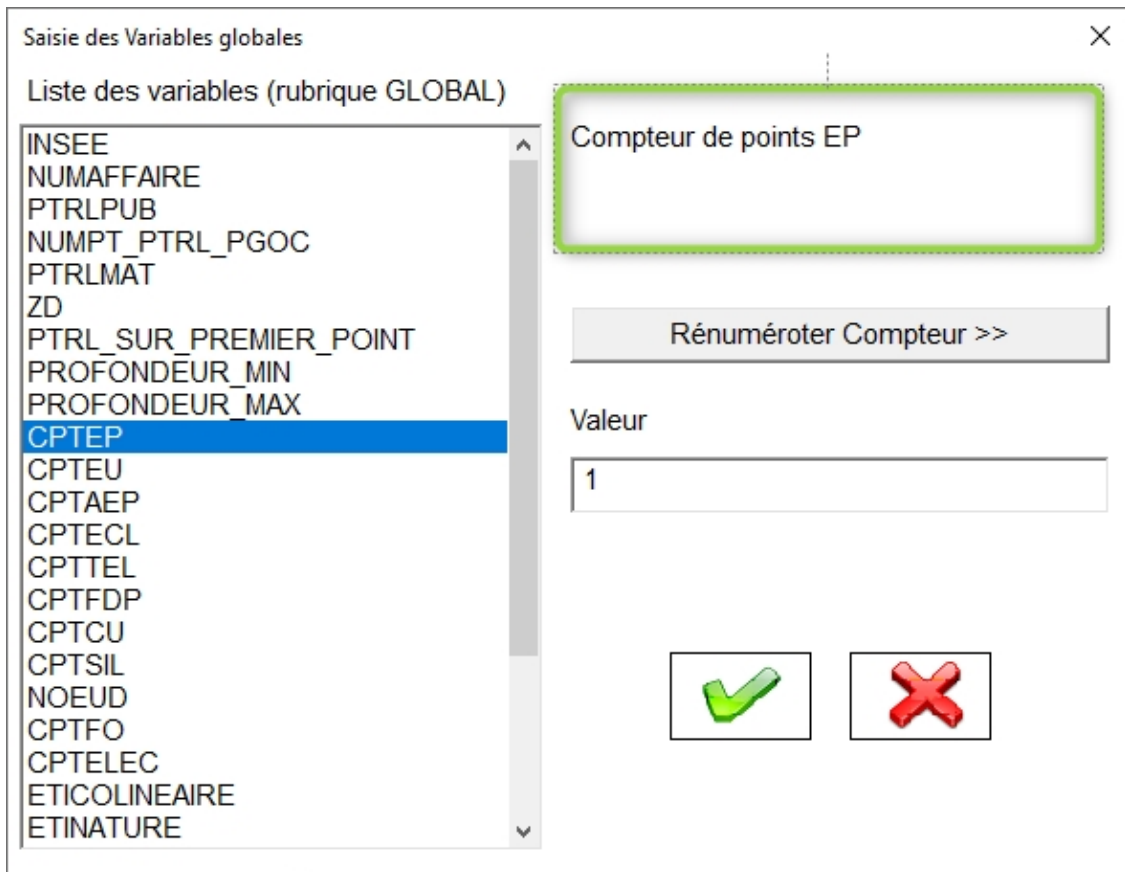 Saisie des Variables globales
Liste des variables (rubrique GLOBAL)
INSEE
NUMAFFAIRE
PTRLPUB
NUMPT_PTRL_PGOC
PTRLMAT
ZD
PTRL_SUR_PREMIER_POINT
PROFONDEUR_MIN
PROFONDEUR_MAX
CPTEP
CPTEU
CPTAEP
CPTECL
CPTTEL
CPTFDP
CPTCU
CPTSIL
NOEUD
CPTFO
CPTELEC
ETICOLINEAIRE
ETINATURE
Compteur de points EP
Rénuméroter Compteur >>
Valeur
1